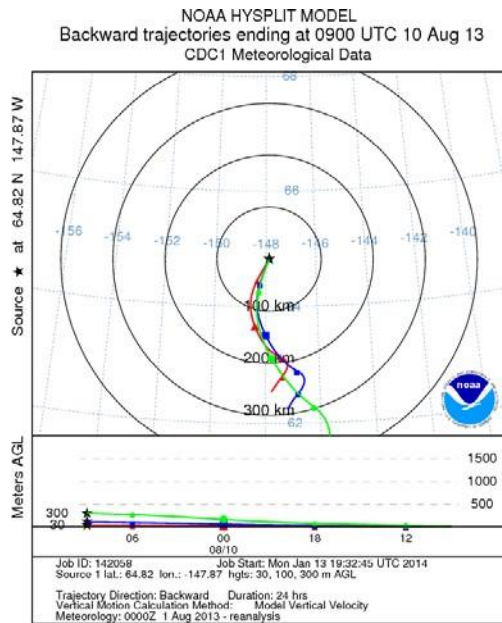 NOAA HYSPLIT MODEL
Backward trajectories ending at 0900 UTC 10 Aug 13
CDC1 Meteorological Data
Source ★ at 64.82 N 147.87 W
68
66
-156 -154 -152 -150 -148 -146 -144 -142 -140
100 km
200 km
300 km
62
noaa
Meters AGL
1500
1000
500
300
30
06 00 18 12
08/10
Job ID: 142058 Job Start: Mon Jan 13 19:32:45 UTC 2014
Source 1 lat.: 64.82 lon.: -147.87 hgts: 30, 100, 300 m AGL
Trajectory Direction: Backward Duration: 24 hrs
Vertical Motion Calculation Method: Model Vertical Velocity
Meteorology: 0000Z 1 Aug 2013 - reanalysis